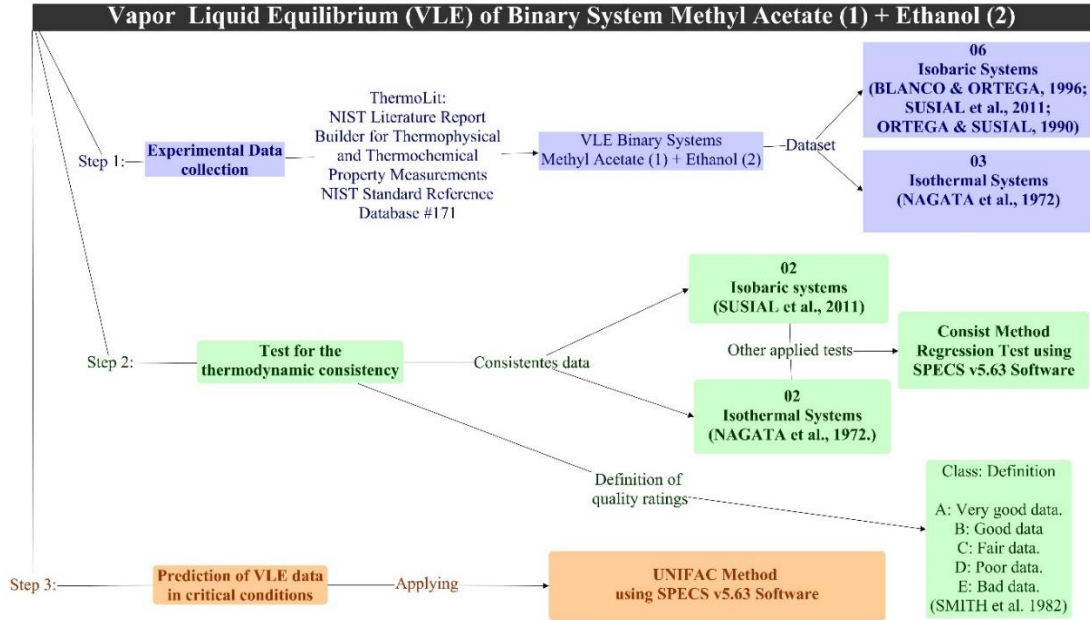 Vapor Liquid Equilibrium (VLE) of Binary System Methyl Acetate (1) + Ethanol (2)
Step 1:
Experimental Data
collection
ThermoLit:
NIST Literature Report
Builder for Thermophysical
and Thermochemical
Property Measurements
NIST Standard Reference
Database #171
VLE Binary Systems
Methyl Acetate (1) + Ethanol (2)
Dataset
06
Isobaric Systems
(BLANCO & ORTEGA, 1996;
SUSIAL et al., 2011;
ORTEGA & SUSIAL, 1990)
03
Isothermal Systems
(NAGATA et al., 1972)
Step 2:
Test for the
thermodynamic consistency
Consistentes data
02
Isobaric systems
(SUSIAL et al., 2011)
Other applied tests
02
Isothermal Systems
(NAGATA et al., 1972.)
Consist Method
Regression Test using
SPECS v5.63 Software
Definition of
quality ratings
Class: Definition
A: Very good data.
B: Good data
C: Fair data.
D: Poor data.
E: Bad data.
(SMITH et al. 1982)
Step 3:
Prediction of VLE data
in critical conditions
Applying
UNIFAC Method
using SPECS v5.63 Software